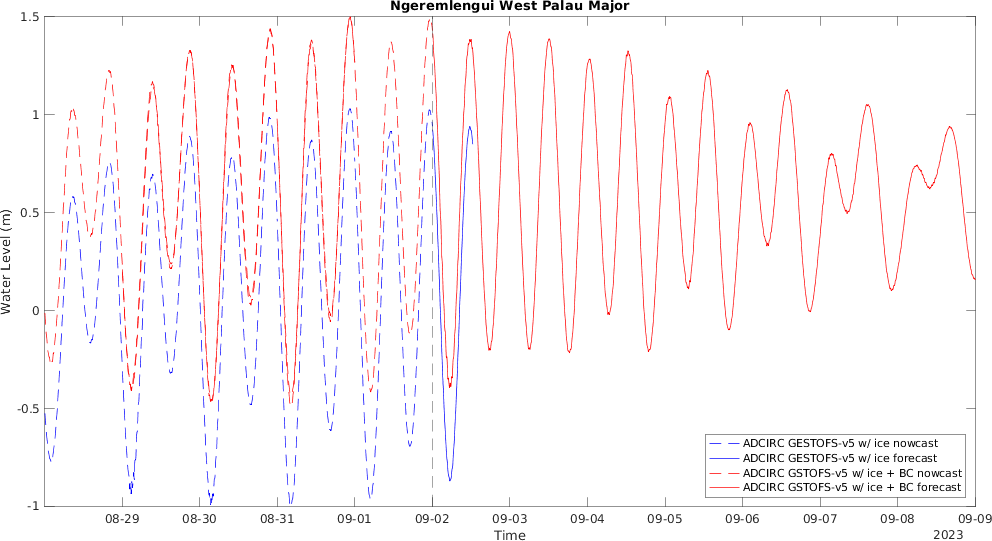 Ngeremlengui West Palau Major
1.5
1
0.5
0
-0.5
-1
Water Level (m)
08-29 08-30 08-31 09-01 09-02 09-03 09-04 09-05 09-06 09-07 09-08 09-09
Time
2023
ADCIRC GESTOFS-v5 w/ ice nowcast
ADCIRC GESTOFS-v5 w/ ice forecast
ADCIRC GSTOFS-v5 w/ ice + BC nowcast
ADCIRC GSTOFS-v5 w/ ice + BC forecast